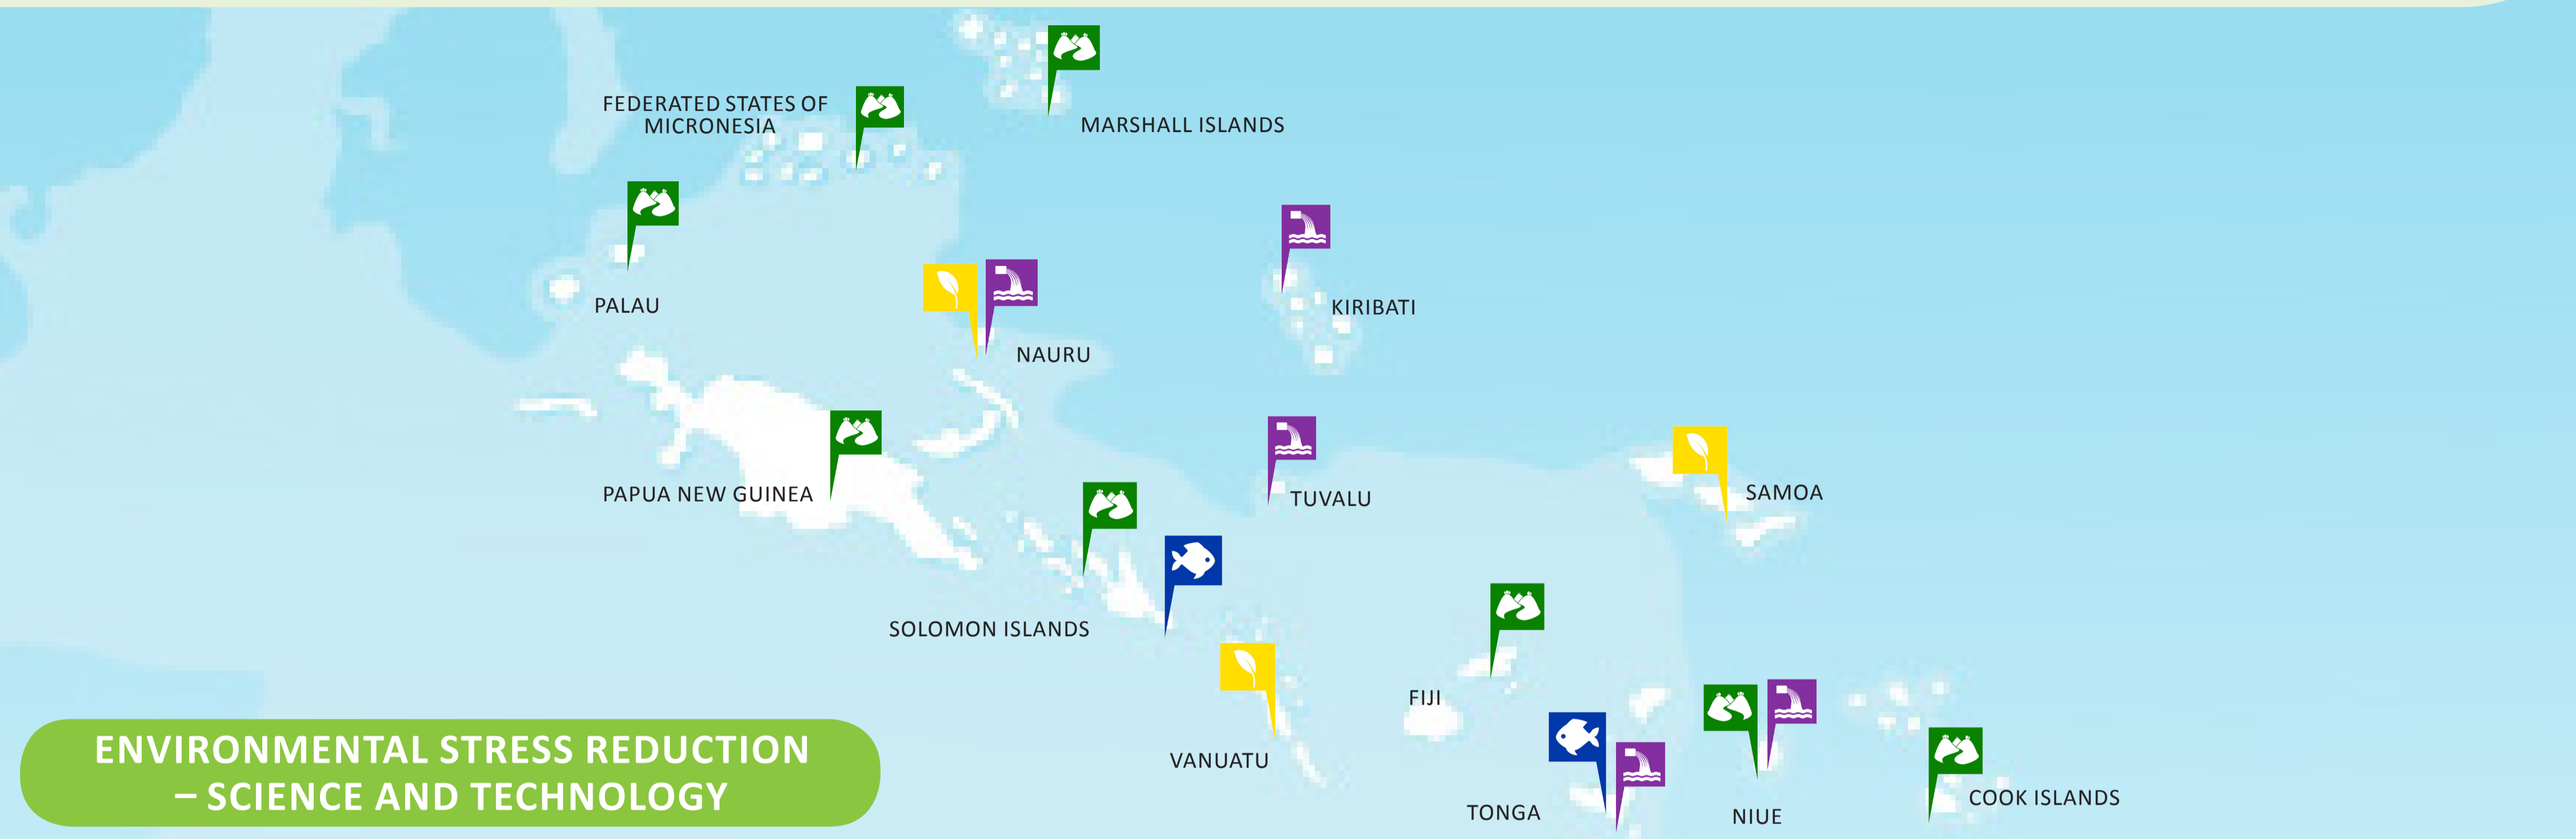 FEDERATED STATES OF
MICRONESIA
MARSHALL ISLANDS
PALAU
KIRIBATI
NAURU
PAPUA NEW GUINEA
TUVALU
SAMOA
SOLOMON ISLANDS
FIJI
VANUATU
TONGA
NIUE
COOK ISLANDS
ENVIRONMENTAL STRESS REDUCTION
– SCIENCE AND TECHNOLOGY